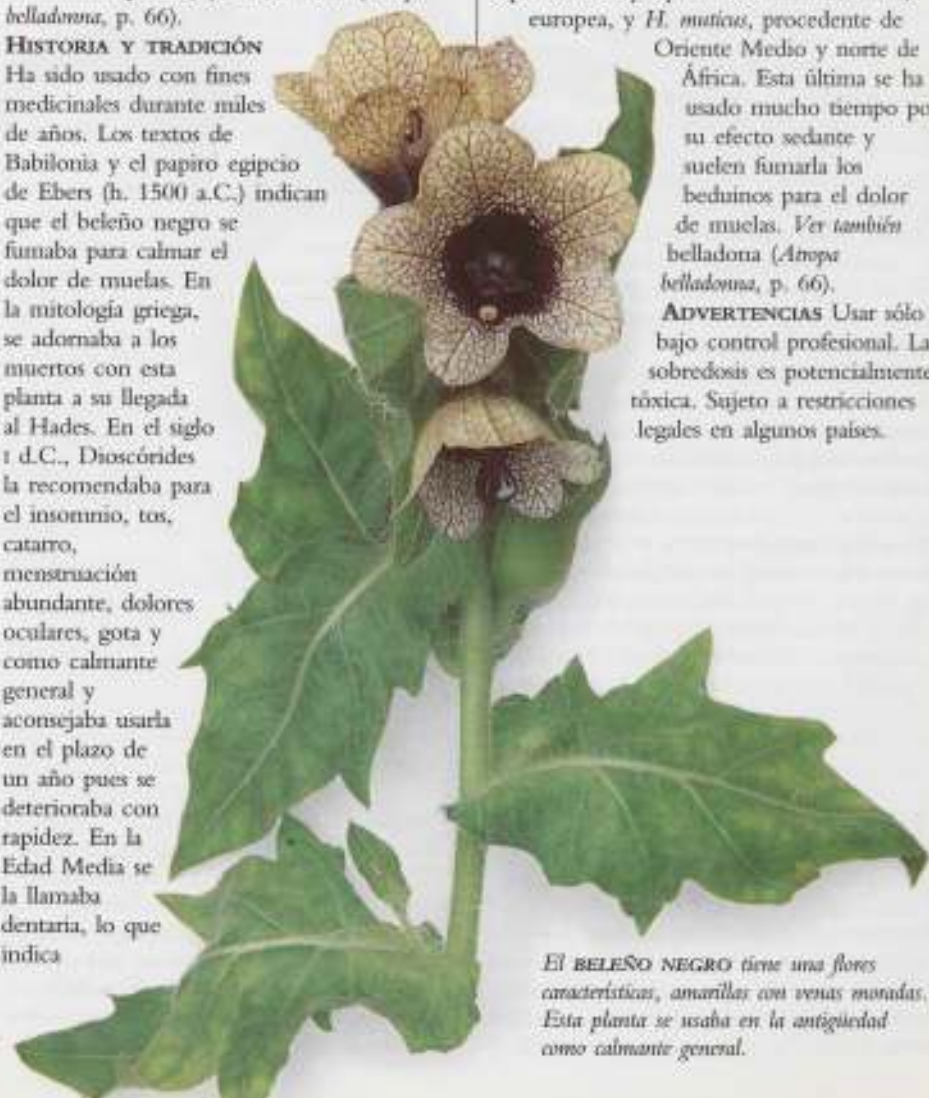 belladonna, p. 66).
HISTORIA Y TRADICIÓN
Ha sido usado con fines
medicinales durante miles
de años. Los textos de
Babilonia y el papiro egipcio
de Ebers (h. 1500 a.C.) indican
que el beleño negro se
fumaba para calmar el
dolor de muelas. En
la mitología griega,
se adornaba a los
muertos con esta
planta a su llegada
al Hades. En el siglo
I d.C., Dioscórides
la recomendaba para
el insomnio, tos,
catarro,
menstruación
abundante, dolores
oculares, gota y
como calmante
general y
aconsejaba usarla
en el plazo de
un año pues se
deterioraba con
rapidez. En la
Edad Media se
la llamaba
dentaria, lo que
indica
europea, y H. muticus, procedente de
Oriente Medio y norte de
África. Esta última se ha
usado mucho tiempo po
su efecto sedante y
suelen fumarla los
beduinos para el dolor
de muelas. Ver también
belladona (Atropa
belladonna, p. 66).
ADVERTENCIAS Usar sólo
bajo control profesional. La
sobredosis es potencialmente
tóxica. Sujeto a restricciones
legales en algunos países.
El BELEÑO NEGRO tiene una flores
características, amarillas con venas moradas.
Esta planta se usaba en la antigüedad
como calmante general.